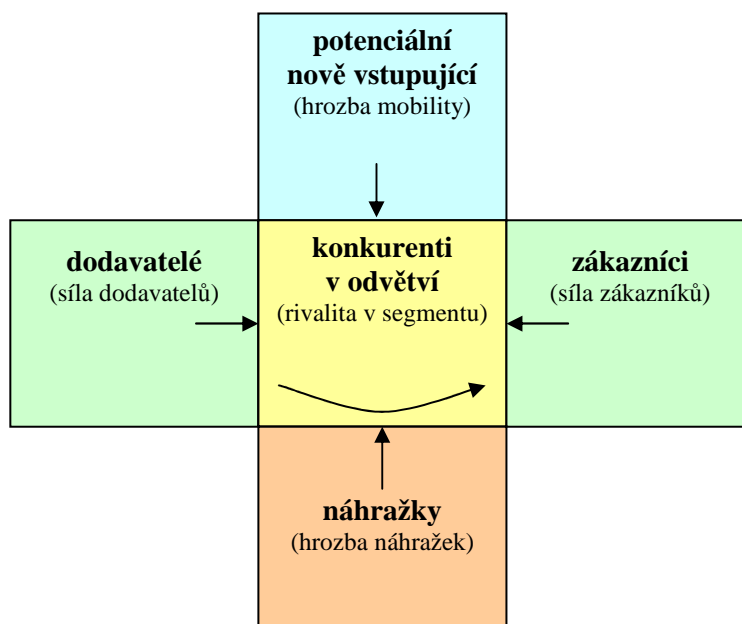 potenciální
nově vstupující
(hrozba mobility)
dodavatelé
(síla dodavatelů)
konkurenti
v odvětví
(rivalita v segmentu)
zákazníci
(síla zákazníků)
náhražky
(hrozba náhražek)